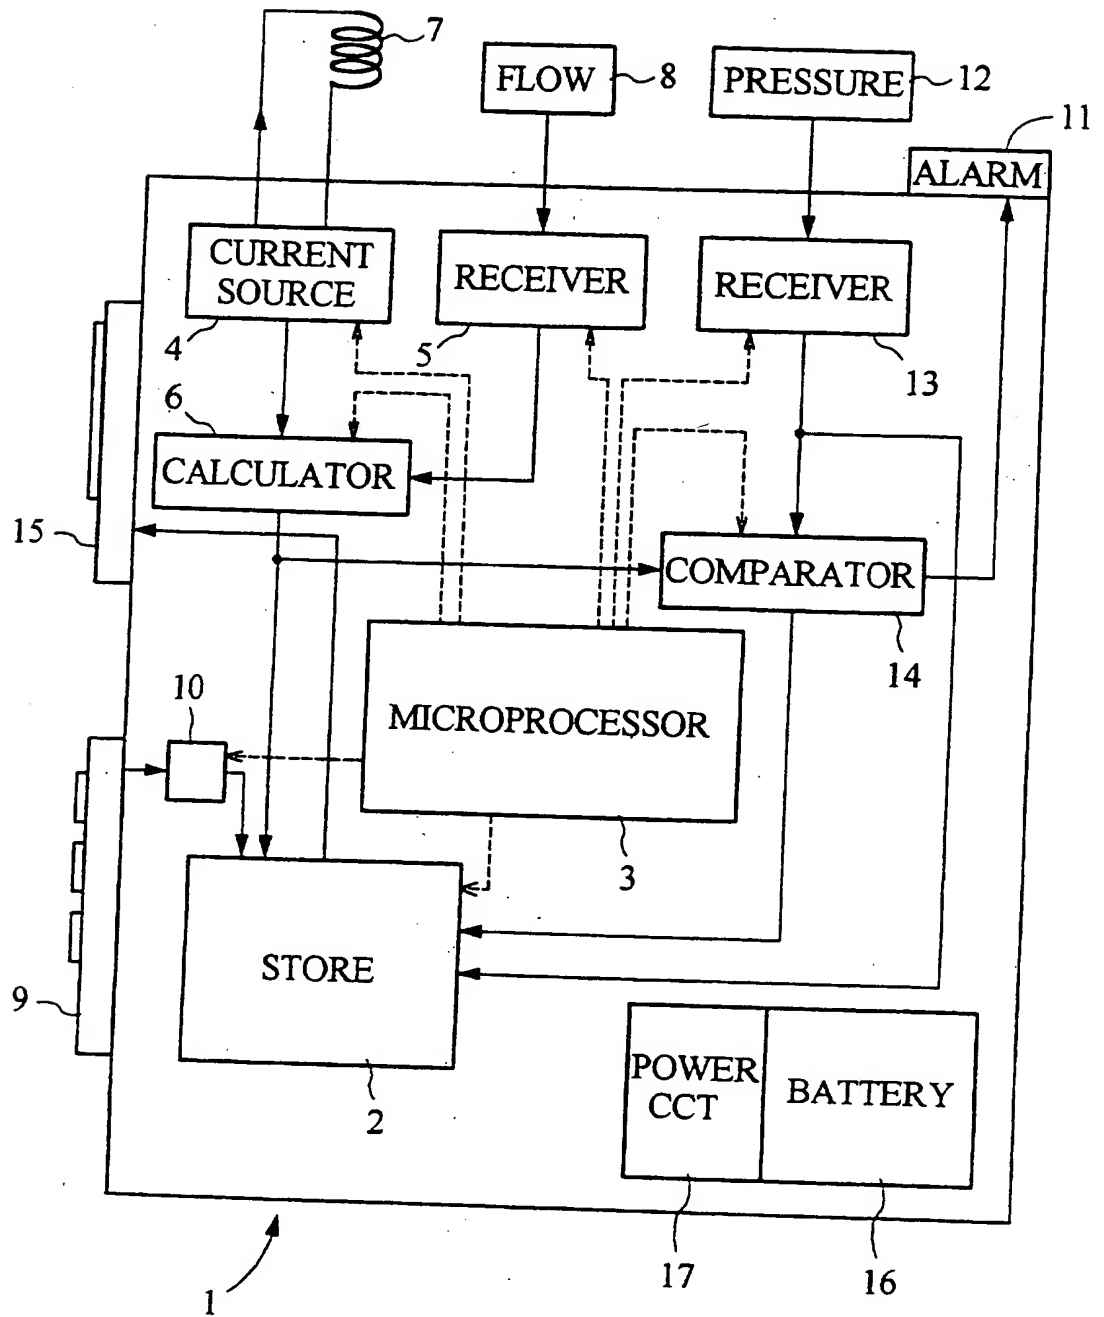 7
FLOW
8
PRESSURE
12
11
ALARM
CURRENT
SOURCE
4
RECEIVER
5
RECEIVER
13
6
CALCULATOR
15
COMPARATOR
14
10
MICROPROCESSOR
3
STORE
9
2
POWER
CCT
BATTERY
17
16
1